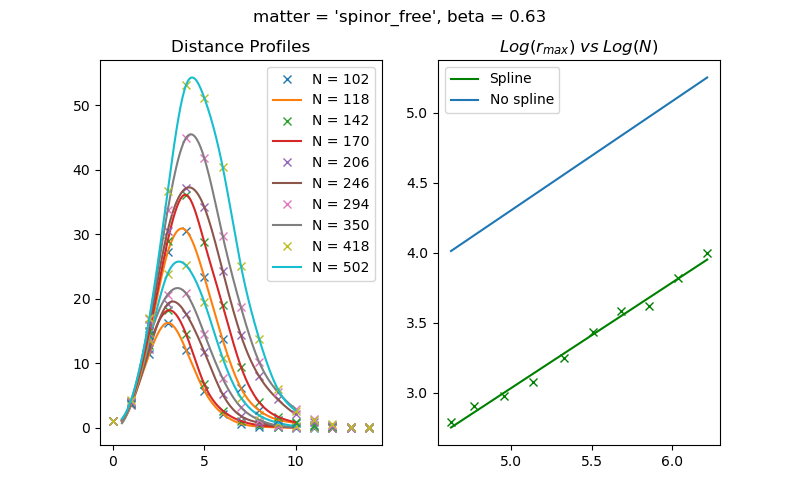 matter = 'spinor_free', beta = 0.63
Distance Profiles
50
40
30
20
10
0
0
5
10
N = 102
N = 118
N = 142
N = 170
N = 206
N = 246
N = 294
N = 350
N = 418
N = 502
Log(r_max) vs Log(N)
Spline
No spline
5.0
4.5
4.0
3.5
3.0
5.0
5.5
6.0